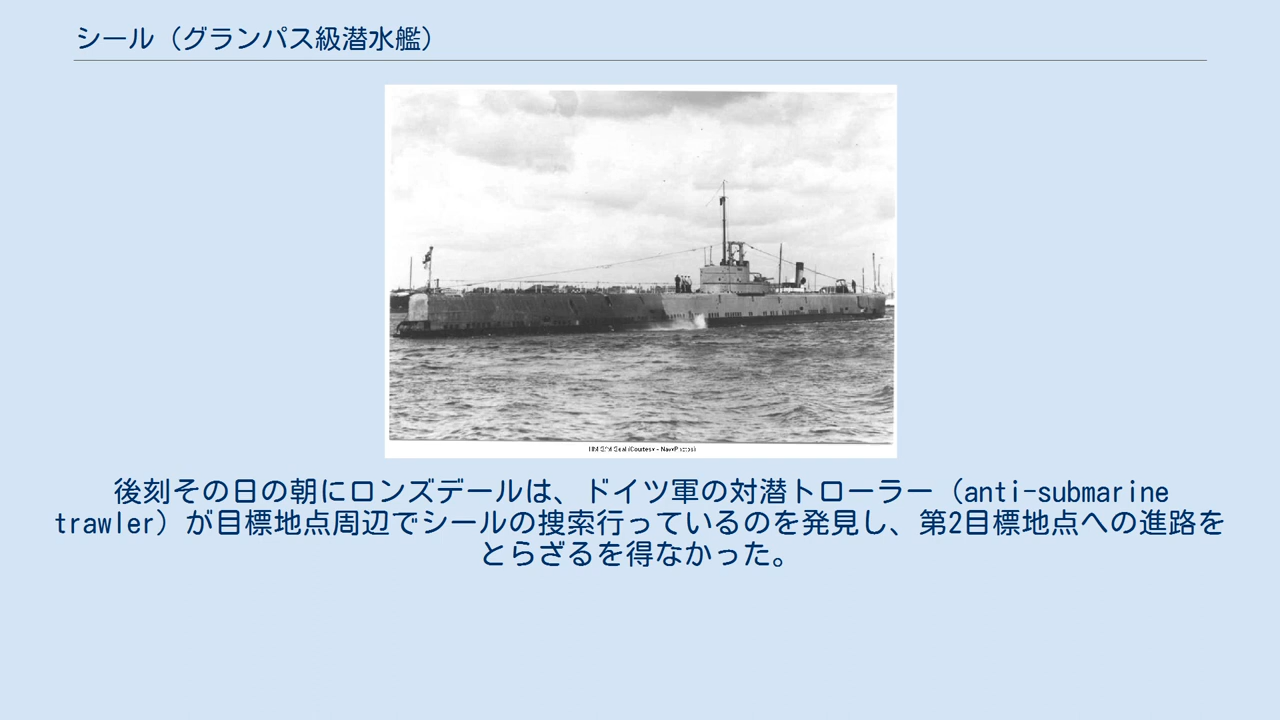 シール（グランパス級潜水艦）
(Courtesy - NavyPhotos)
後刻その日の朝にロンズデールは、ドイツ軍の対潜トローラー（anti-submarine
trawler）が目標地点周辺でシールの捜索行っているのを発見し、第2目標地点への進路を
とらざるを得なかった。